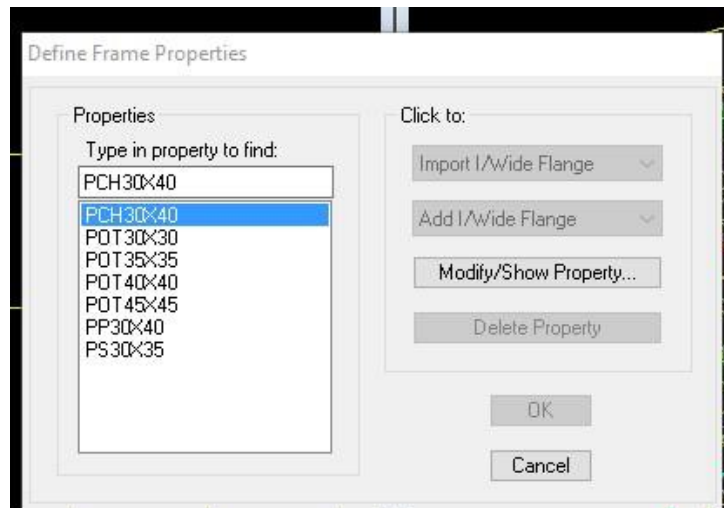 Define Frame Properties
Properties
Type in property to find:
PCH30X40
PCH30X40
POT30X30
POT35X35
POT40X40
POT45X45
PP30X40
PS30X35
Click to:
Import I/Wide Flange
Add I/Wide Flange
Modify/Show Property...
Delete Property
OK
Cancel